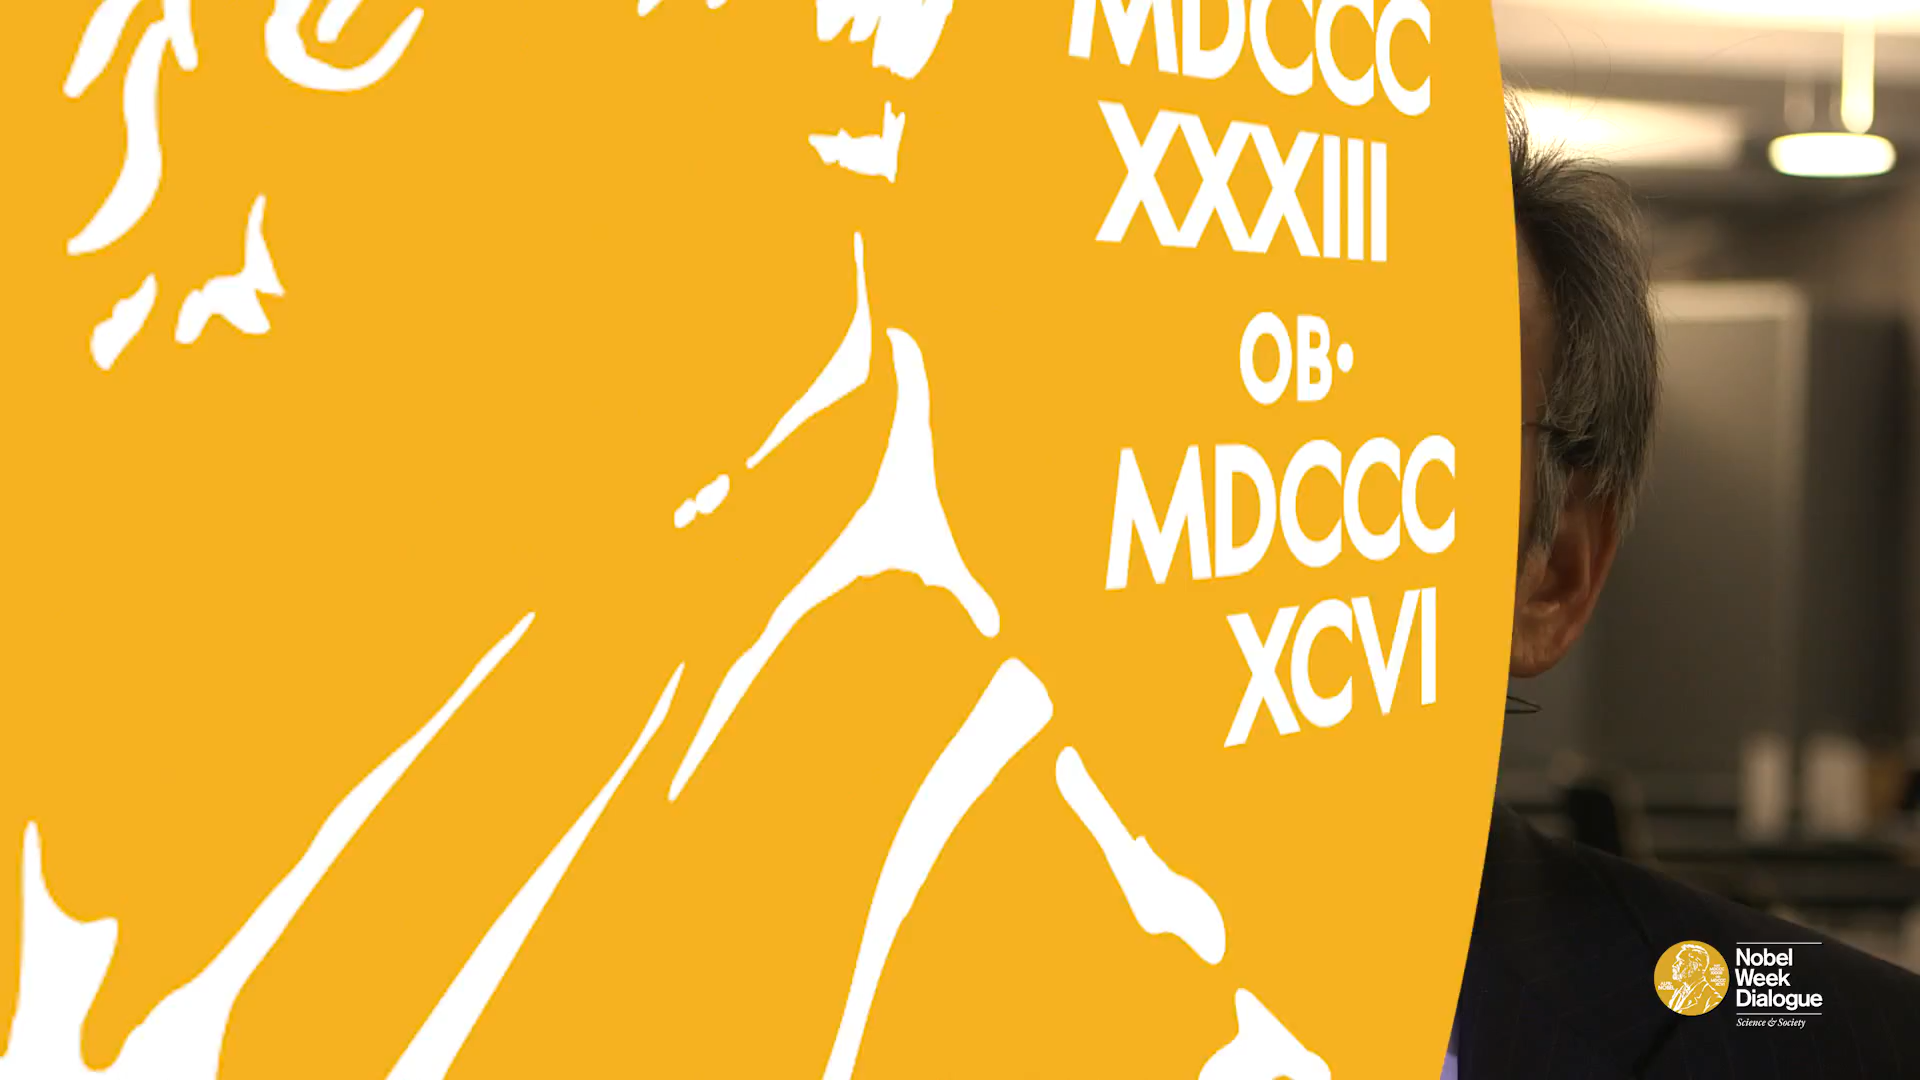 MDCCC
XXXIII
OB•
MDCCC
XCVI
Nobel
Week
Dialogue
Science & Society